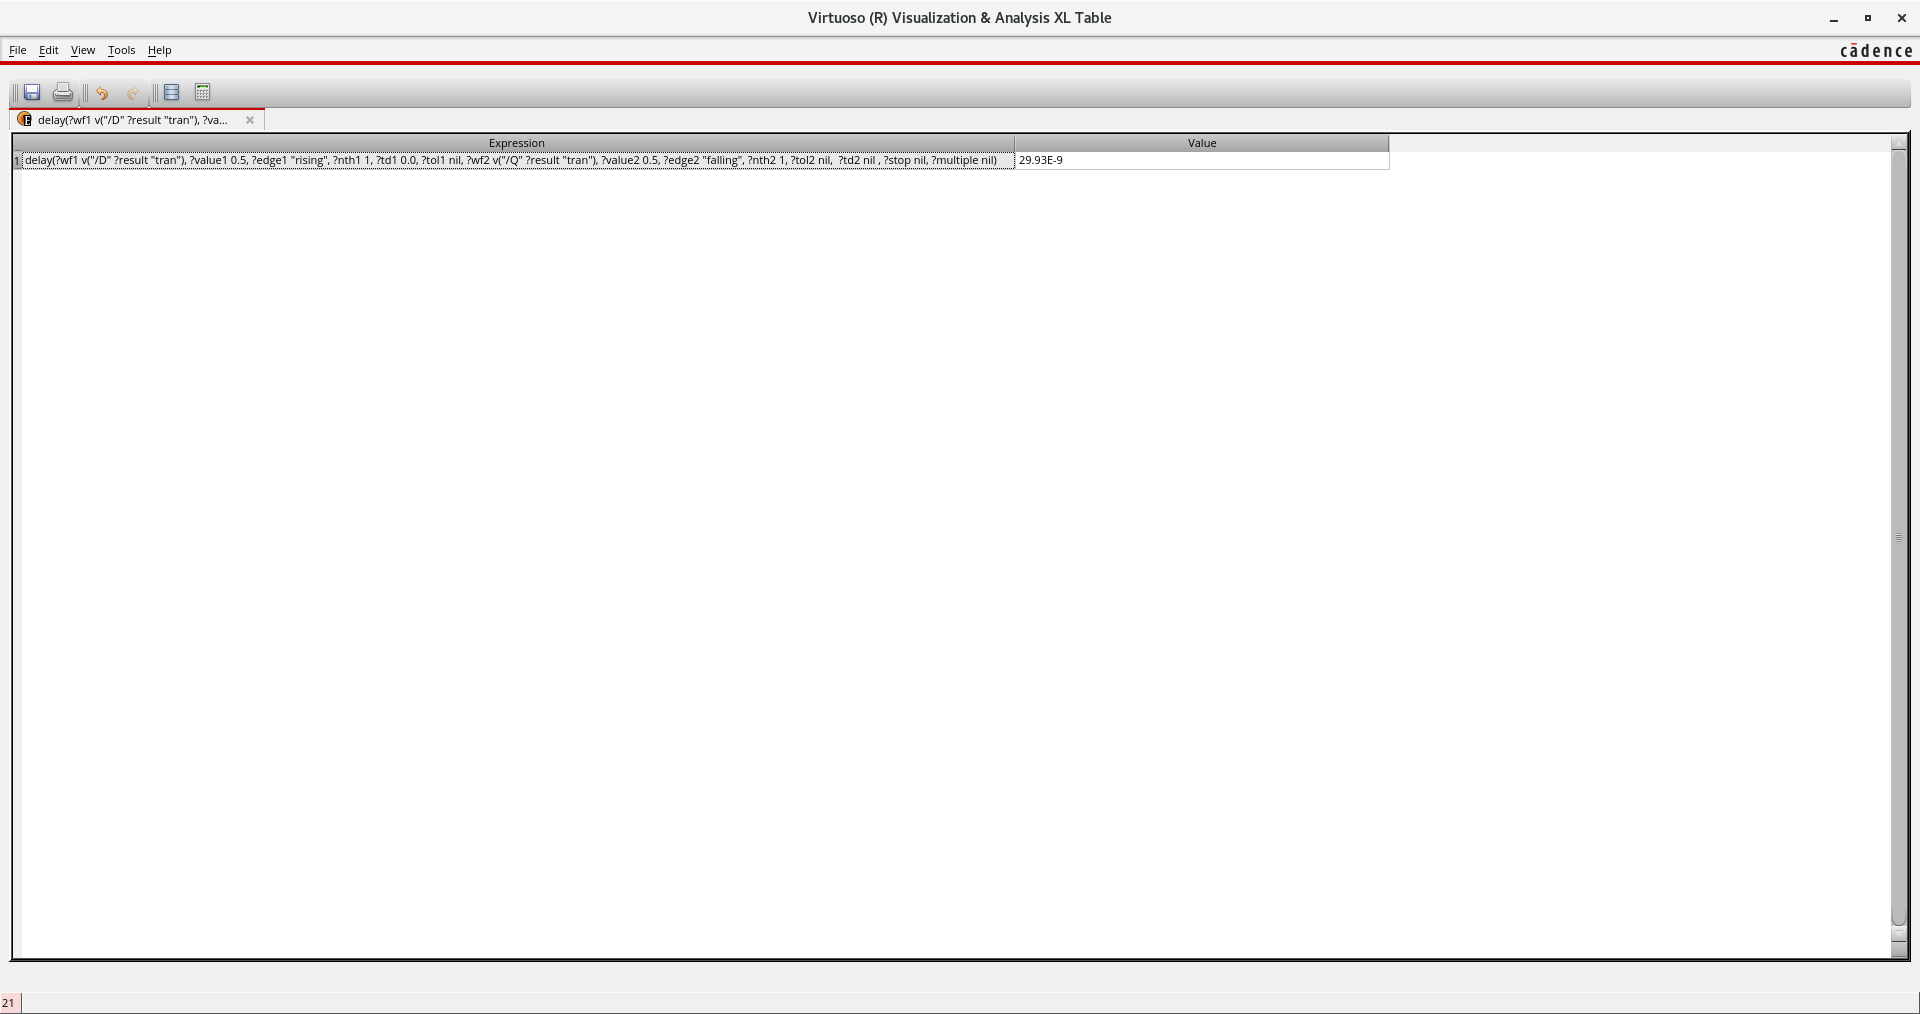 Virtuoso (R) Visualization & Analysis XL Table
File Edit View Tools Help
cādence
delay(?wf1 v("/D" ?result "tran"), ?va...
Expression Value
1 delay(?wf1 v("/D" ?result "tran"), ?value1 0.5, ?edge1 "rising", ?nth1 1, ?td1 0.0, ?tol1 nil, ?wf2 v("/Q" ?result "tran"), ?value2 0.5, ?edge2 "falling", ?nth2 1, ?tol2 nil,  ?td2 nil , ?stop nil, ?multiple nil) 29.93E-9
21